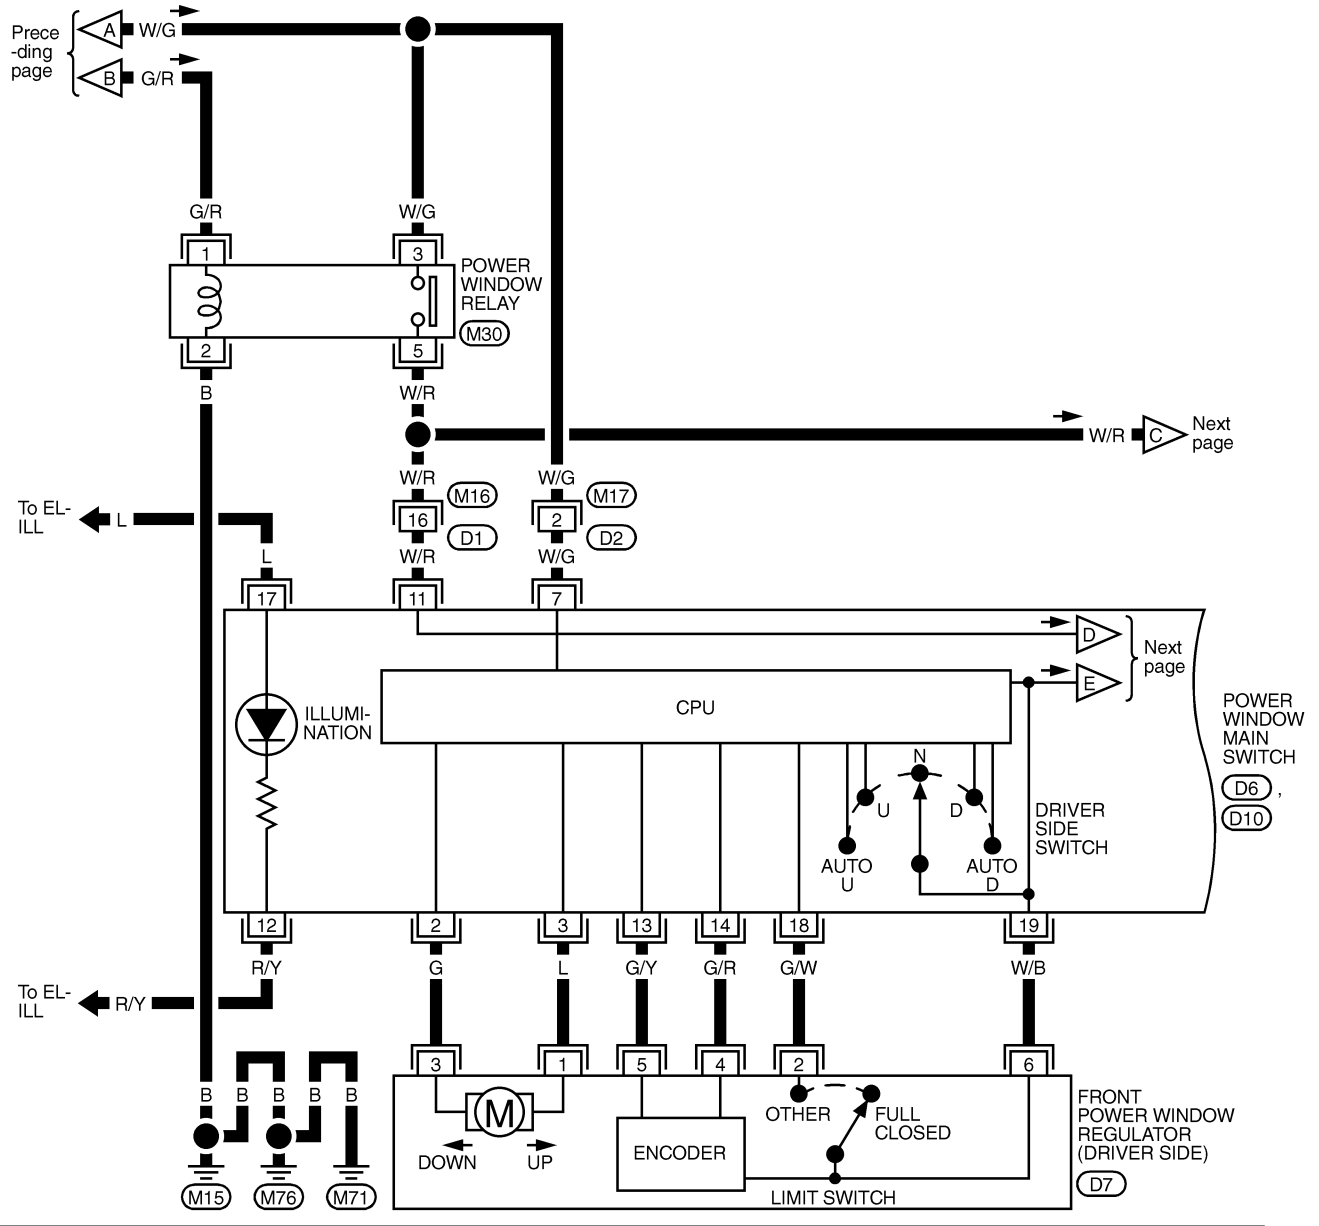 Prece
-ding
page
A W/G
B G/R
G/R W/G
1 3
POWER
WINDOW
RELAY
M30
2 5
B W/R
W/R C
Next
page
W/R W/G
M16 M17
16 2
D1 D2
To EL-
ILL
L
L W/R W/G
17 11 7
D
E
Next
page
CPU
ILLUMI-
NATION
POWER
WINDOW
MAIN
SWITCH
D6 ,
D10
N
U D
AUTO
U
AUTO
D
DRIVER
SIDE
SWITCH
12 2 3 13 14 18 19
R/Y G L G/Y G/R G/W W/B
To EL-
ILL
R/Y
3 1 5 4 2 6
B B B B B
M
DOWN UP
OTHER
FULL
CLOSED
ENCODER
LIMIT SWITCH
FRONT
POWER WINDOW
REGULATOR
(DRIVER SIDE)
D7
M15 M76 M71